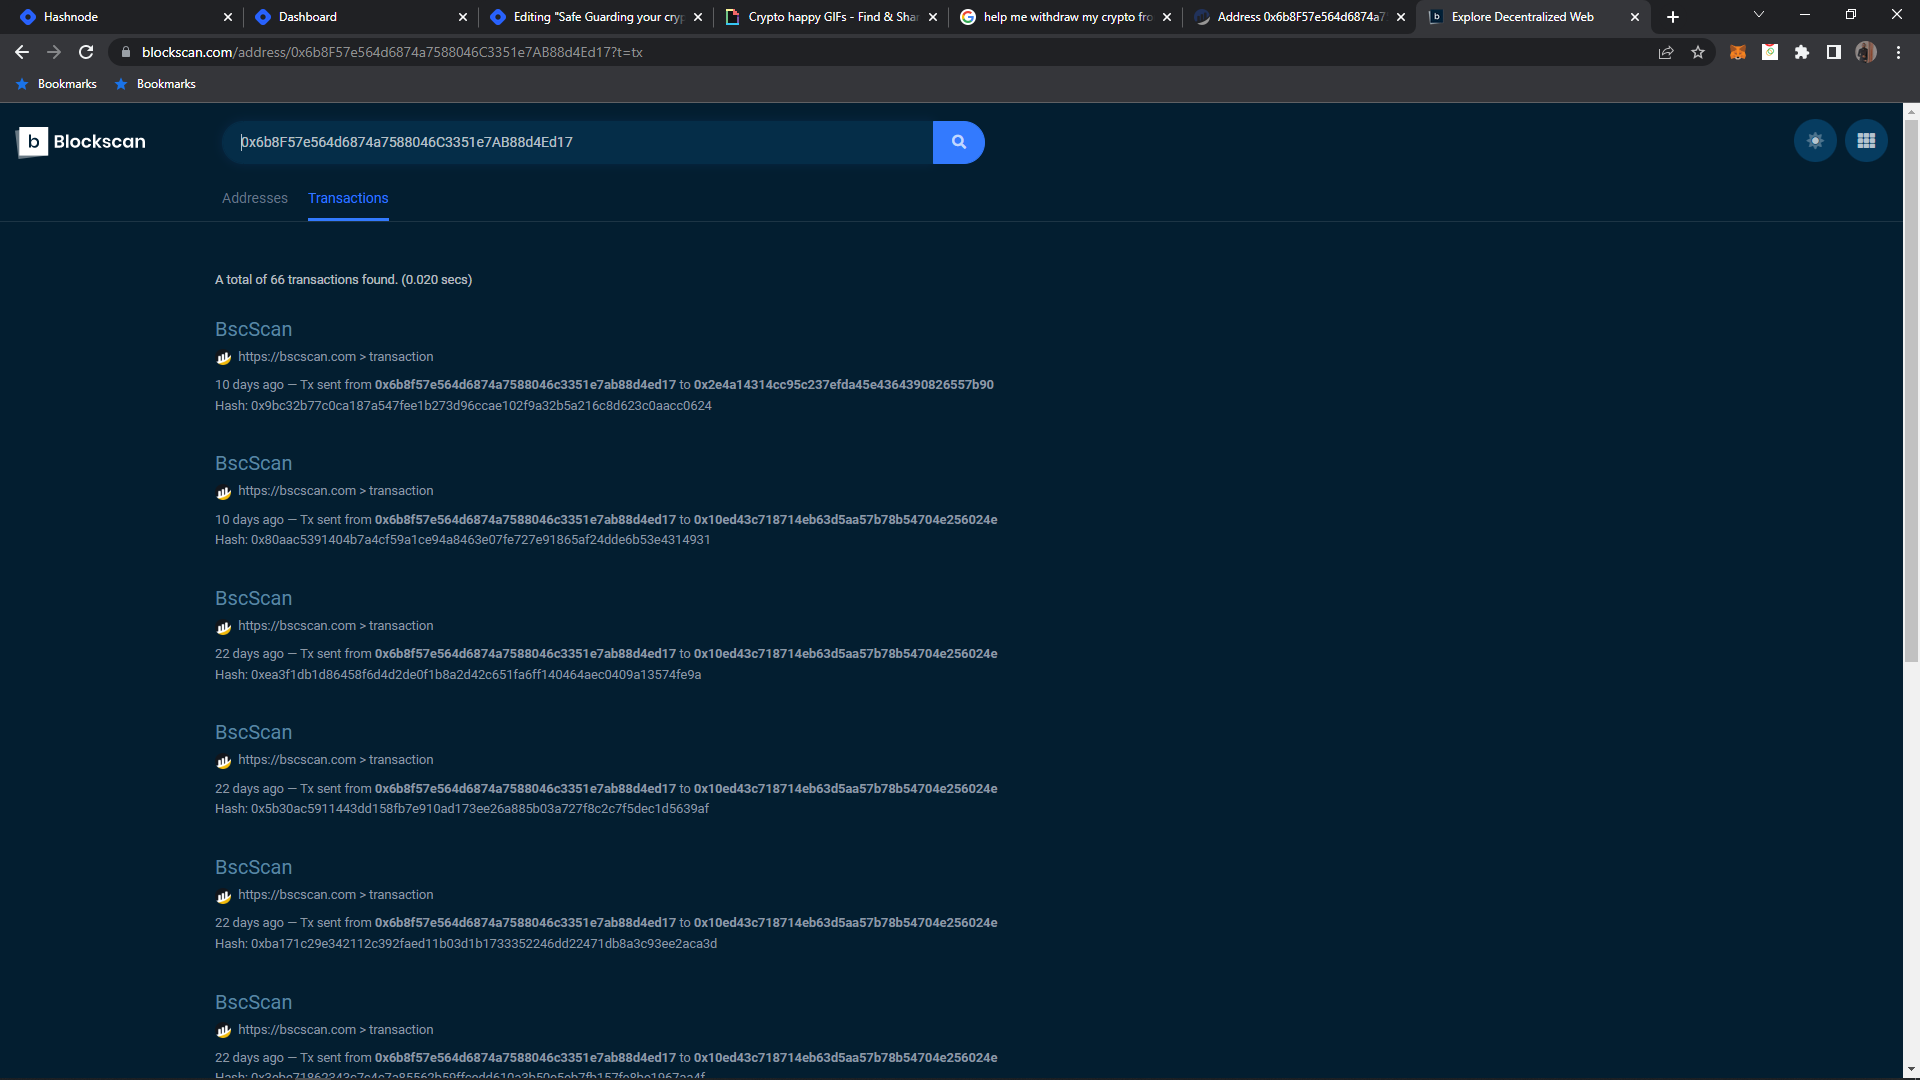 Hashnode
Dashboard
Editing "Safe Guarding your cryp
Crypto happy GIFs - Find & Shar
help me withdraw my crypto fro
Address 0x6b8F57e564d6874a7
Explore Decentralized Web
blockscan.com/address/0x6b8F57e564d6874a7588046C3351e7AB88d4Ed17?t=tx
Bookmarks
Bookmarks
b Blockscan
0x6b8F57e564d6874a7588046C3351e7AB88d4Ed17
Addresses
Transactions
A total of 66 transactions found. (0.020 secs)
BscScan
https://bscscan.com > transaction
10 days ago — Tx sent from 0x6b8f57e564d6874a7588046c3351e7ab88d4ed17 to 0x2e4a14314cc95c237efda45e4364390826557b90
Hash: 0x9bc32b77c0ca187a547fee1b273d96ccae102f9a32b5a216c8d623c0aacc0624
BscScan
https://bscscan.com > transaction
10 days ago — Tx sent from 0x6b8f57e564d6874a7588046c3351e7ab88d4ed17 to 0x10ed43c718714eb63d5aa57b78b54704e256024e
Hash: 0x80aac5391404b7a4cf59a1ce94a8463e07fe727e91865af24dde6b53e4314931
BscScan
https://bscscan.com > transaction
22 days ago — Tx sent from 0x6b8f57e564d6874a7588046c3351e7ab88d4ed17 to 0x10ed43c718714eb63d5aa57b78b54704e256024e
Hash: 0xea3f1db1d86458f6d4d2de0f1b8a2d42c651fa6ff140464aec0409a13574fe9a
BscScan
https://bscscan.com > transaction
22 days ago — Tx sent from 0x6b8f57e564d6874a7588046c3351e7ab88d4ed17 to 0x10ed43c718714eb63d5aa57b78b54704e256024e
Hash: 0x5b30ac5911443dd158fb7e910ad173ee26a885b03a727f8c2c7f5dec1d5639af
BscScan
https://bscscan.com > transaction
22 days ago — Tx sent from 0x6b8f57e564d6874a7588046c3351e7ab88d4ed17 to 0x10ed43c718714eb63d5aa57b78b54704e256024e
Hash: 0xba171c29e342112c392faed11b03d1b1733352246dd22471db8a3c93ee2aca3d
BscScan
https://bscscan.com > transaction
22 days ago — Tx sent from 0x6b8f57e564d6874a7588046c3351e7ab88d4ed17 to 0x10ed43c718714eb63d5aa57b78b54704e256024e
Hash: